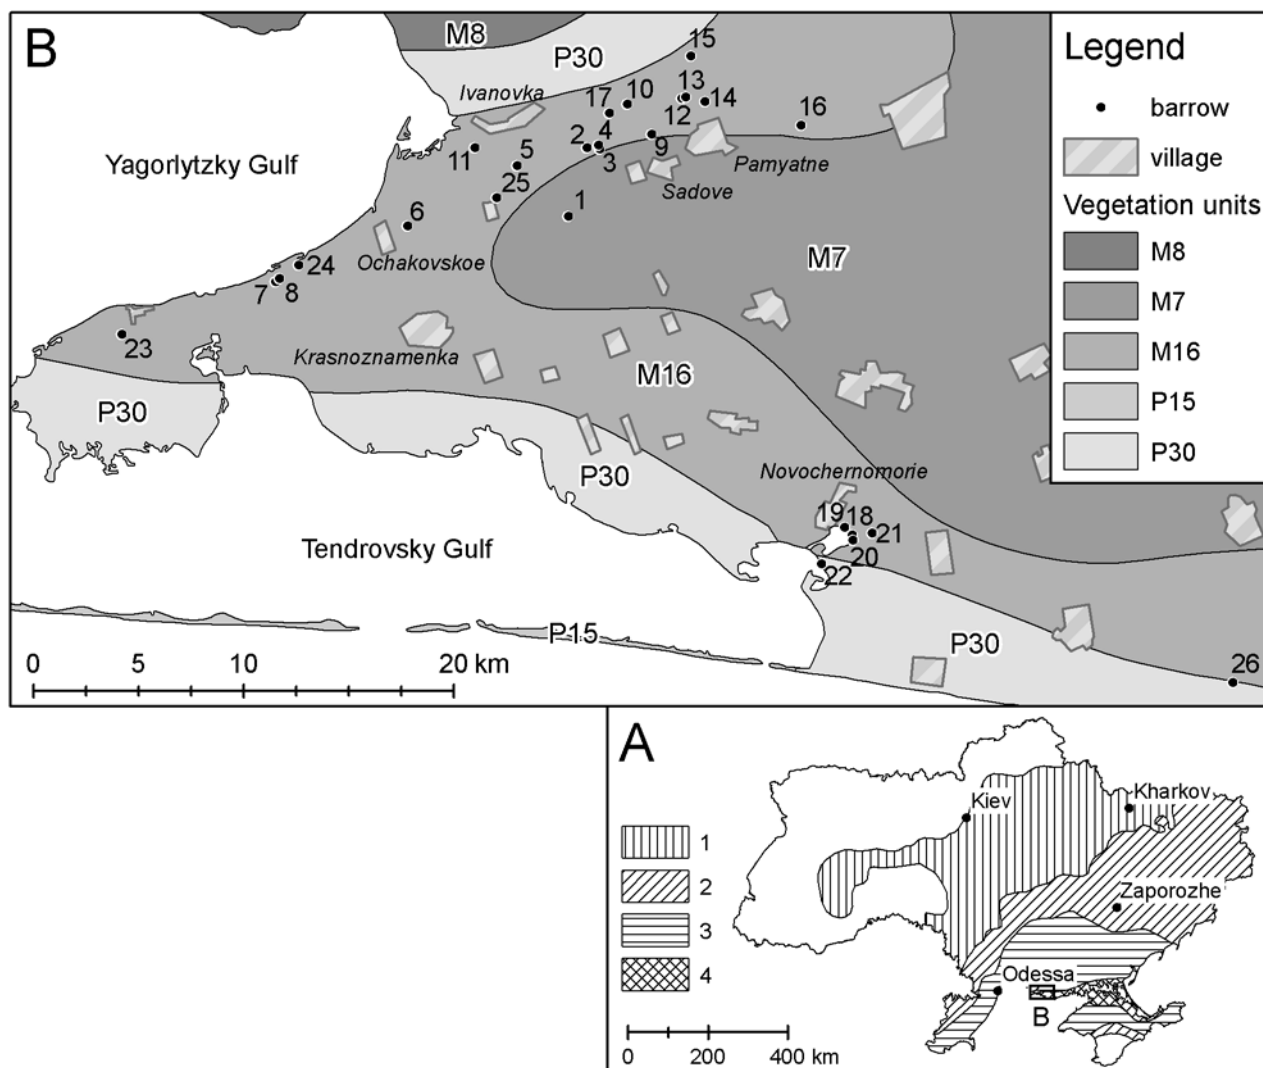 B
M8
P30
15
Ivanovka
10
17
13
12
14
16
4
2
3
9
11
5
25
Pamyatne
Sadove
Yagorlytzky Gulf
1
6
Ochakovskoe
M7
24
7
8
23
Krasnoznamenka
M16
P30
P30
Novochernomorie
19
18
21
20
22
Tendrovsky Gulf
P15
P30
26
0
5
10
20 km
Legend
barrow
village
Vegetation units
M8
M7
M16
P15
P30
A
1
2
3
4
Kiev
Kharkov
Zaporozhe
Odessa
B
0
200
400 km